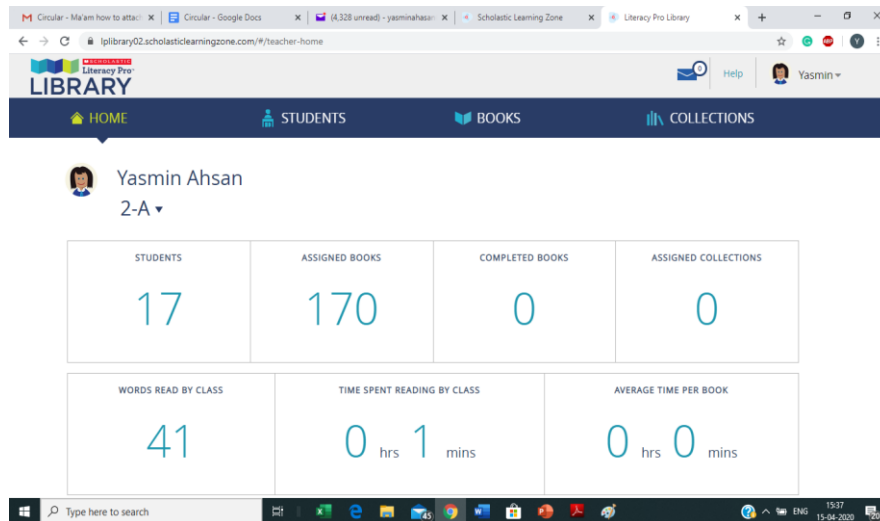 Circular - Ma'am how to attach
Circular - Google Docs
(4,328 unread) - yasminahasan
Scholastic Learning Zone
Literacy Pro Library
lplibrary02.scholasticlearningzone.com/#/teacher-home
SCHOLASTIC
Literacy Pro
LIBRARY
0
Help
Yasmin
HOME
STUDENTS
BOOKS
COLLECTIONS
Yasmin Ahsan
2-A
STUDENTS
ASSIGNED BOOKS
COMPLETED BOOKS
ASSIGNED COLLECTIONS
17
170
0
0
WORDS READ BY CLASS
TIME SPENT READING BY CLASS
AVERAGE TIME PER BOOK
41
0 hrs 1 mins
0 hrs 0 mins
Type here to search
45
ENG
15:37
15-04-2020
20